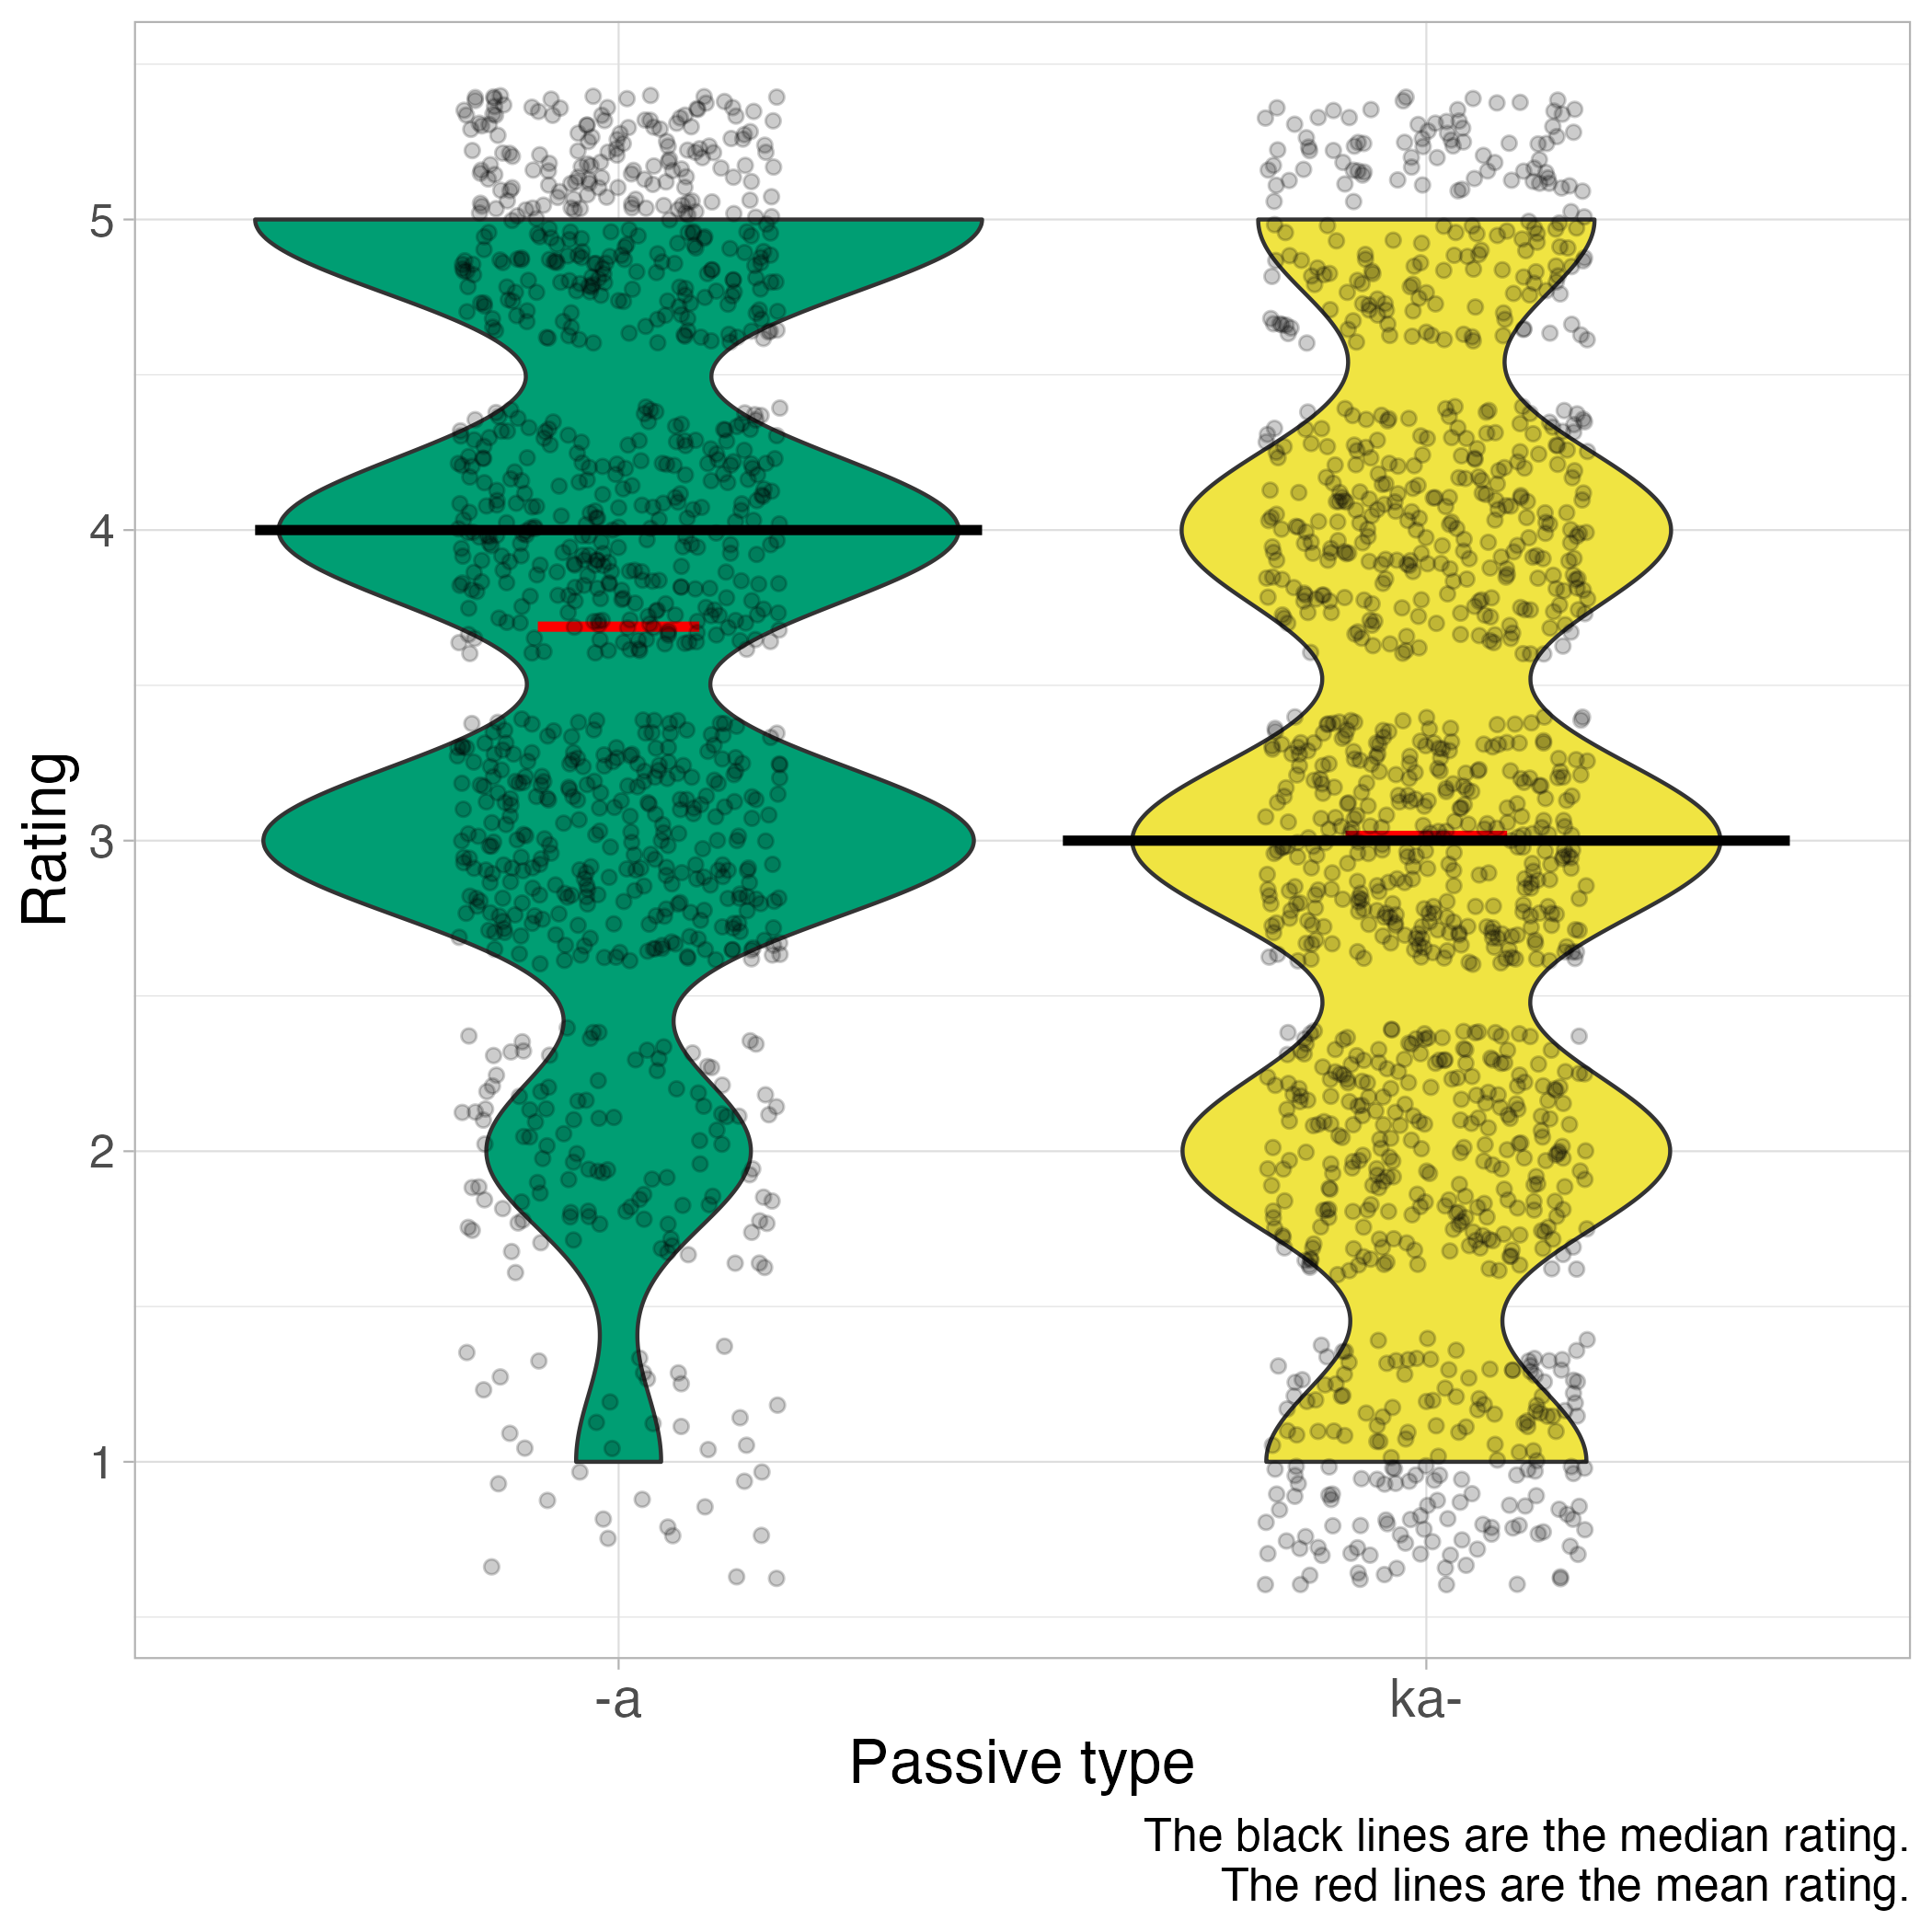 Rating
5
4
3
2
1
-a
ka-
Passive type
The black lines are the median rating.
The red lines are the mean rating.